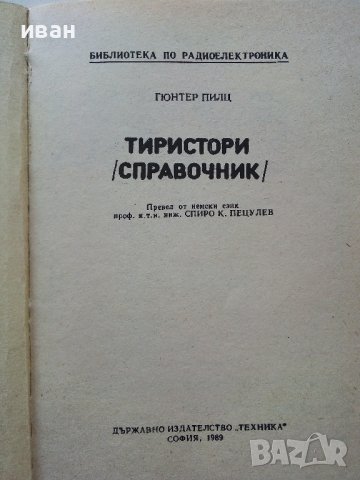 иван
БИБЛИОТЕКА ПО РАДИОЕЛЕКТРОНИКА
ГЮНТЕР ПИЛЦ
ТИРИСТОРИ
/СПРАВОЧНИК/
Превел от немски език
проф. к.т.н. инж. СПИРО К. ПЕЦУЛЕВ
ДЪРЖАВНО ИЗДАТЕЛСТВО „ТЕХНИКА“
СОФИЯ, 1989
BAZAR